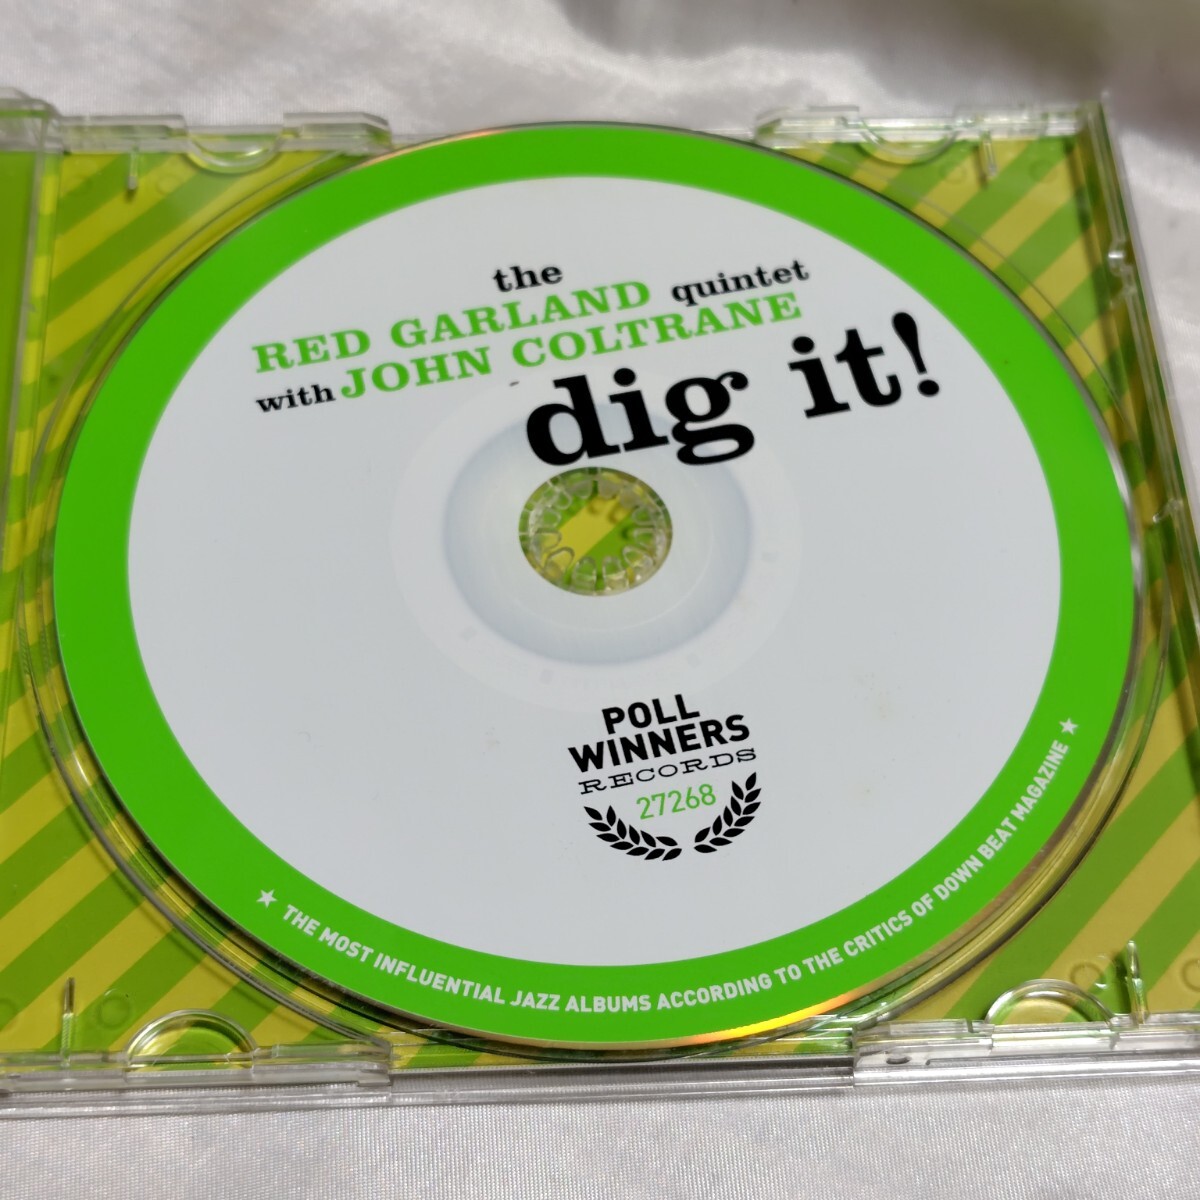 the
RED GARLAND quintet
with JOHN COLTRANE
dig it!
POLL
WINNERS
RECORDS
27268
★ THE MOST INFLUENTIAL JAZZ ALBUMS ACCORDING TO THE CRITICS OF DOWN BEAT MAGAZINE ★